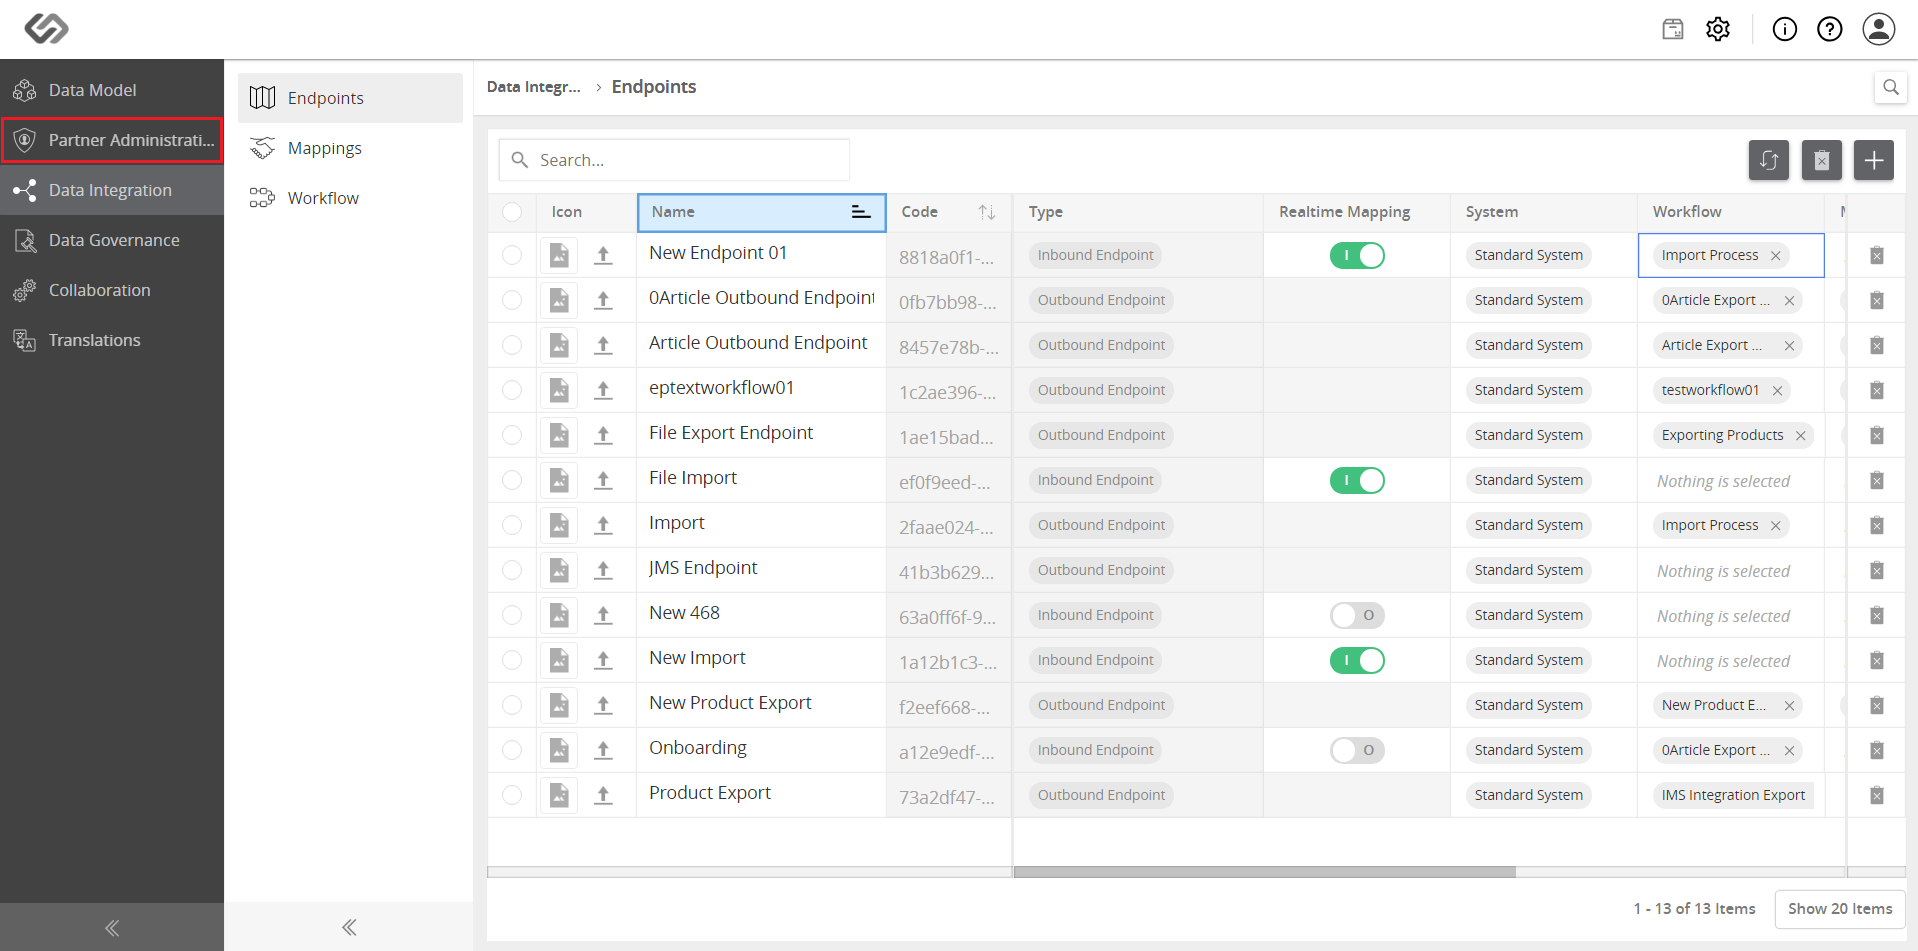 Data Model
Partner Administrati...
Data Integration
Data Governance
Collaboration
Translations
Endpoints
Mappings
Workflow
Data Integr... › Endpoints
Search...
Icon Name Code Type Realtime Mapping System Workflow
New Endpoint 01 8818a0f1-... Inbound Endpoint I Standard System Import Process
0Article Outbound Endpoint 0fb7bb98-... Outbound Endpoint Standard System 0Article Export ...
Article Outbound Endpoint 8457e78b-... Outbound Endpoint Standard System Article Export ...
eptextworkflow01 1c2ae396-... Outbound Endpoint Standard System testworkflow01
File Export Endpoint 1ae15bad... Outbound Endpoint Standard System Exporting Products
File Import ef0f9eed-... Inbound Endpoint I Standard System Nothing is selected
Import 2faae024-... Outbound Endpoint Standard System Import Process
JMS Endpoint 41b3b629... Outbound Endpoint Standard System Nothing is selected
New 468 63a0ff6f-9... Inbound Endpoint O Standard System Nothing is selected
New Import 1a12b1c3-... Inbound Endpoint I Standard System Nothing is selected
New Product Export f2eef668-... Outbound Endpoint Standard System New Product E...
Onboarding a12e9edf-... Inbound Endpoint O Standard System 0Article Export ...
Product Export 73a2df47-... Outbound Endpoint Standard System IMS Integration Export
1 - 13 of 13 Items Show 20 Items